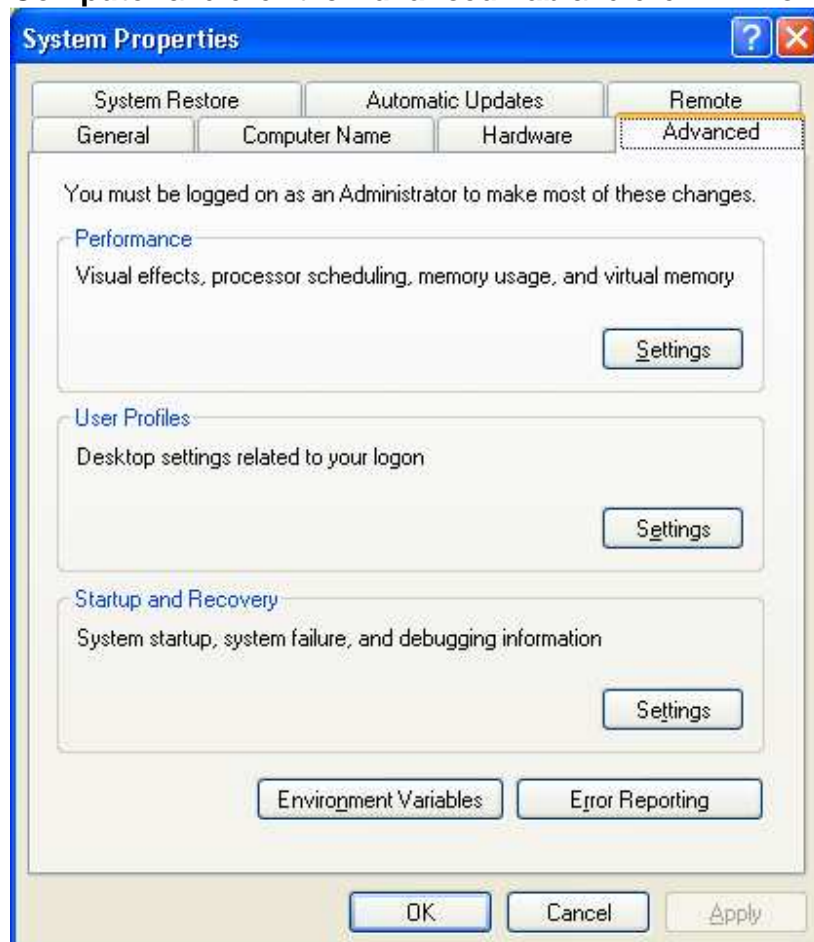 System Properties
System Restore Automatic Updates Remote
General Computer Name Hardware Advanced
You must be logged on as an Administrator to make most of these changes.
Performance
Visual effects, processor scheduling, memory usage, and virtual memory
Settings
User Profiles
Desktop settings related to your logon
Settings
Startup and Recovery
System startup, system failure, and debugging information
Settings
Environment Variables Error Reporting
OK Cancel Apply